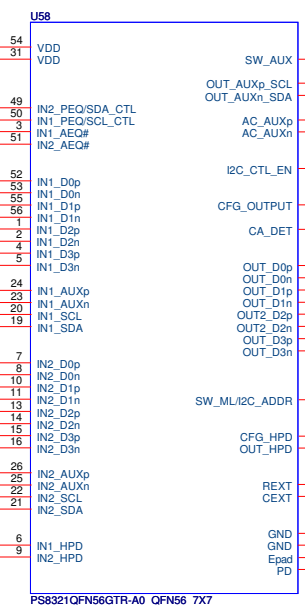 U58
54 VDD
31 VDD
SW_AUX
OUT_AUXp_SCL
OUT_AUXn_SDA
49 IN2_PEQ/SDA_CTL
50 IN1_PEQ/SCL_CTL
3 IN1_AEQ#
51 IN2_AEQ#
AC_AUXp
AC_AUXn
I2C_CTL_EN
52 IN1_D0p
53 IN1_D0n
55 IN1_D1p
56 IN1_D1n
1 IN1_D2p
2 IN1_D2n
4 IN1_D3p
5 IN1_D3n
CFG_OUTPUT
CA_DET
OUT_D0p
OUT_D0n
OUT_D1p
OUT_D1n
OUT2_D2p
OUT2_D2n
OUT_D3p
OUT_D3n
24 IN1_AUXp
23 IN1_AUXn
20 IN1_SCL
19 IN1_SDA
7 IN2_D0p
8 IN2_D0n
10 IN2_D1p
11 IN2_D1n
13 IN2_D2p
14 IN2_D2n
15 IN2_D3p
16 IN2_D3n
SW_ML/I2C_ADDR
CFG_HPD
OUT_HPD
26 IN2_AUXp
25 IN2_AUXn
22 IN2_SCL
21 IN2_SDA
REXT
CEXT
6 IN1_HPD
9 IN2_HPD
GND
GND
Epad
PD
PS8321QFN56GTR-A0_QFN56_7X7